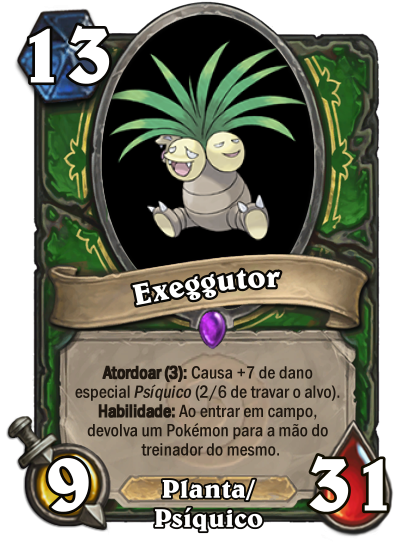 13
Exeggutor
Atordoar (3): Causa +7 de dano
especial Psíquico (2/6 de travar o alvo).
Habilidade: Ao entrar em campo,
devolva um Pokémon para a mão do
treinador do mesmo.
9
Planta/
Psíquico
31